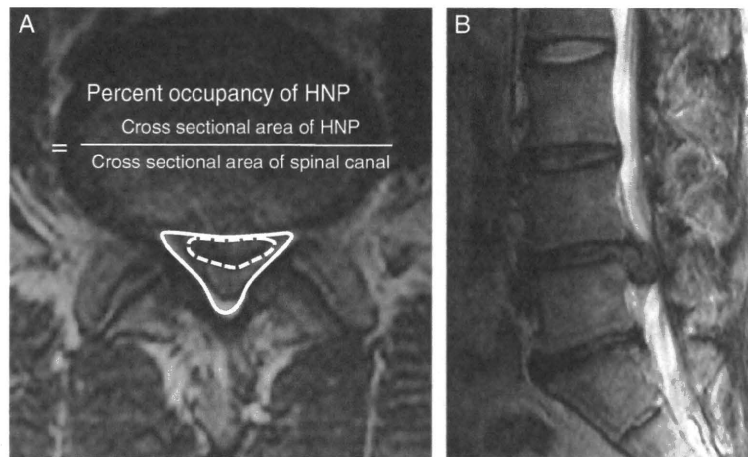 A
Percent occupancy of HNP
= Cross sectional area of HNP
Cross sectional area of spinal canal
B